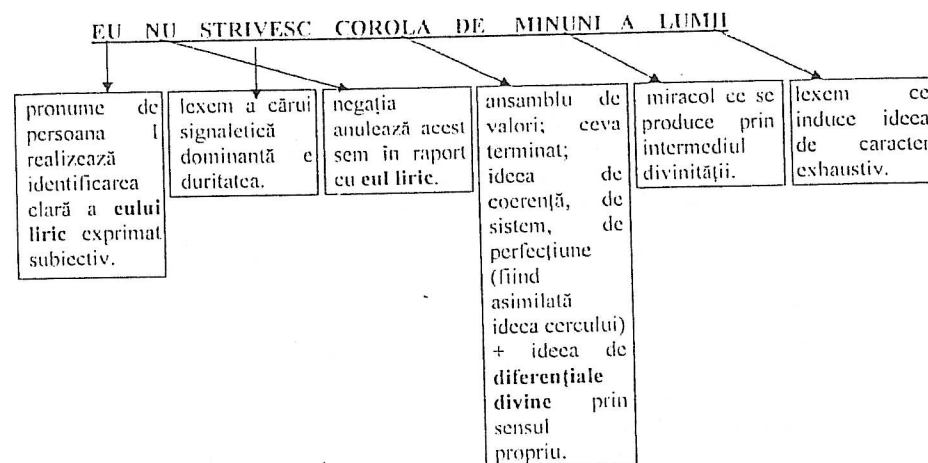 EU NU STRIVESC COROLA DE MINUNI A LUMII
pronume de
persoana I
realizează
identificarea
clară a eului
liric exprimat
subiectiv.
lexem a cărui
signaletică
dominantă e
duritatea.
negația
anulează acest
sem în raport
cu eul liric.
ansamblu de
valori; ceva
terminat;
ideea de
coerență, de
sistem, de
perfecțiune
(fiind
asimilată
ideea cercului)
+ ideea de
diferențiale
divine prin
sensul
propriu.
miracol ce se
produce prin
intermediul
divinității.
lexem ce
induce ideea
de caracter
exhaustiv.